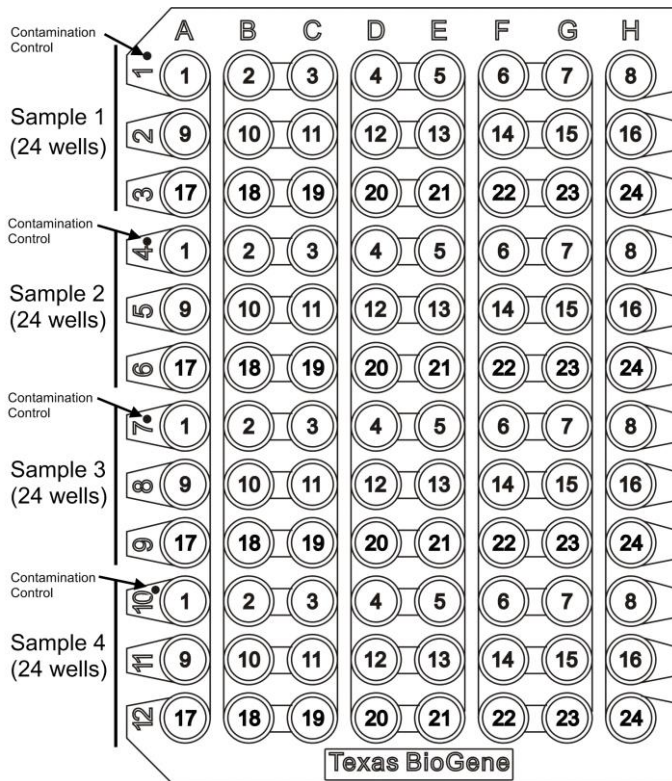 Contamination
Control
A B C D E F G H
1 1 2 3 4 5 6 7 8
Sample 1
(24 wells)
2 9 10 11 12 13 14 15 16
3 17 18 19 20 21 22 23 24
Contamination
Control
4 1 2 3 4 5 6 7 8
Sample 2
(24 wells)
5 9 10 11 12 13 14 15 16
6 17 18 19 20 21 22 23 24
Contamination
Control
7 1 2 3 4 5 6 7 8
Sample 3
(24 wells)
8 9 10 11 12 13 14 15 16
9 17 18 19 20 21 22 23 24
Contamination
Control
10 1 2 3 4 5 6 7 8
Sample 4
(24 wells)
11 9 10 11 12 13 14 15 16
12 17 18 19 20 21 22 23 24
Texas BioGene